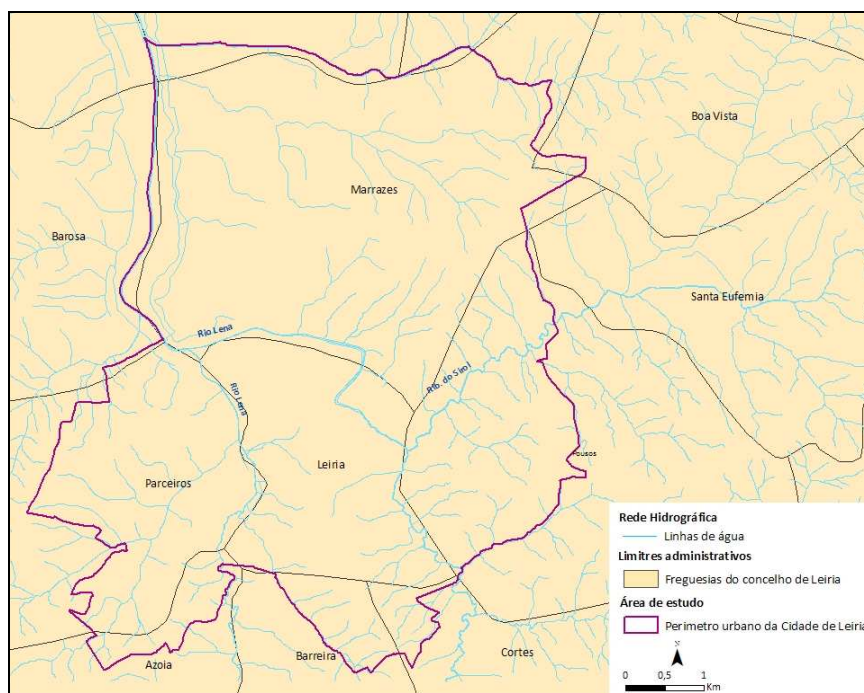 Boa Vista
Marrazes
Barosa
Santa Eufemia
Rio Lena
Rib. do Sirol
Rio Lena
Leiria
Pousos
Parceiros
Azoia
Barreira
Cortes
Rede Hidrográfica
Linhas de água
Limitres administrativos
Freguesias do concelho de Leiria
Área de estudo
Perimetro urbano da Cidade de Leiria
N
0 0,5 1
Km